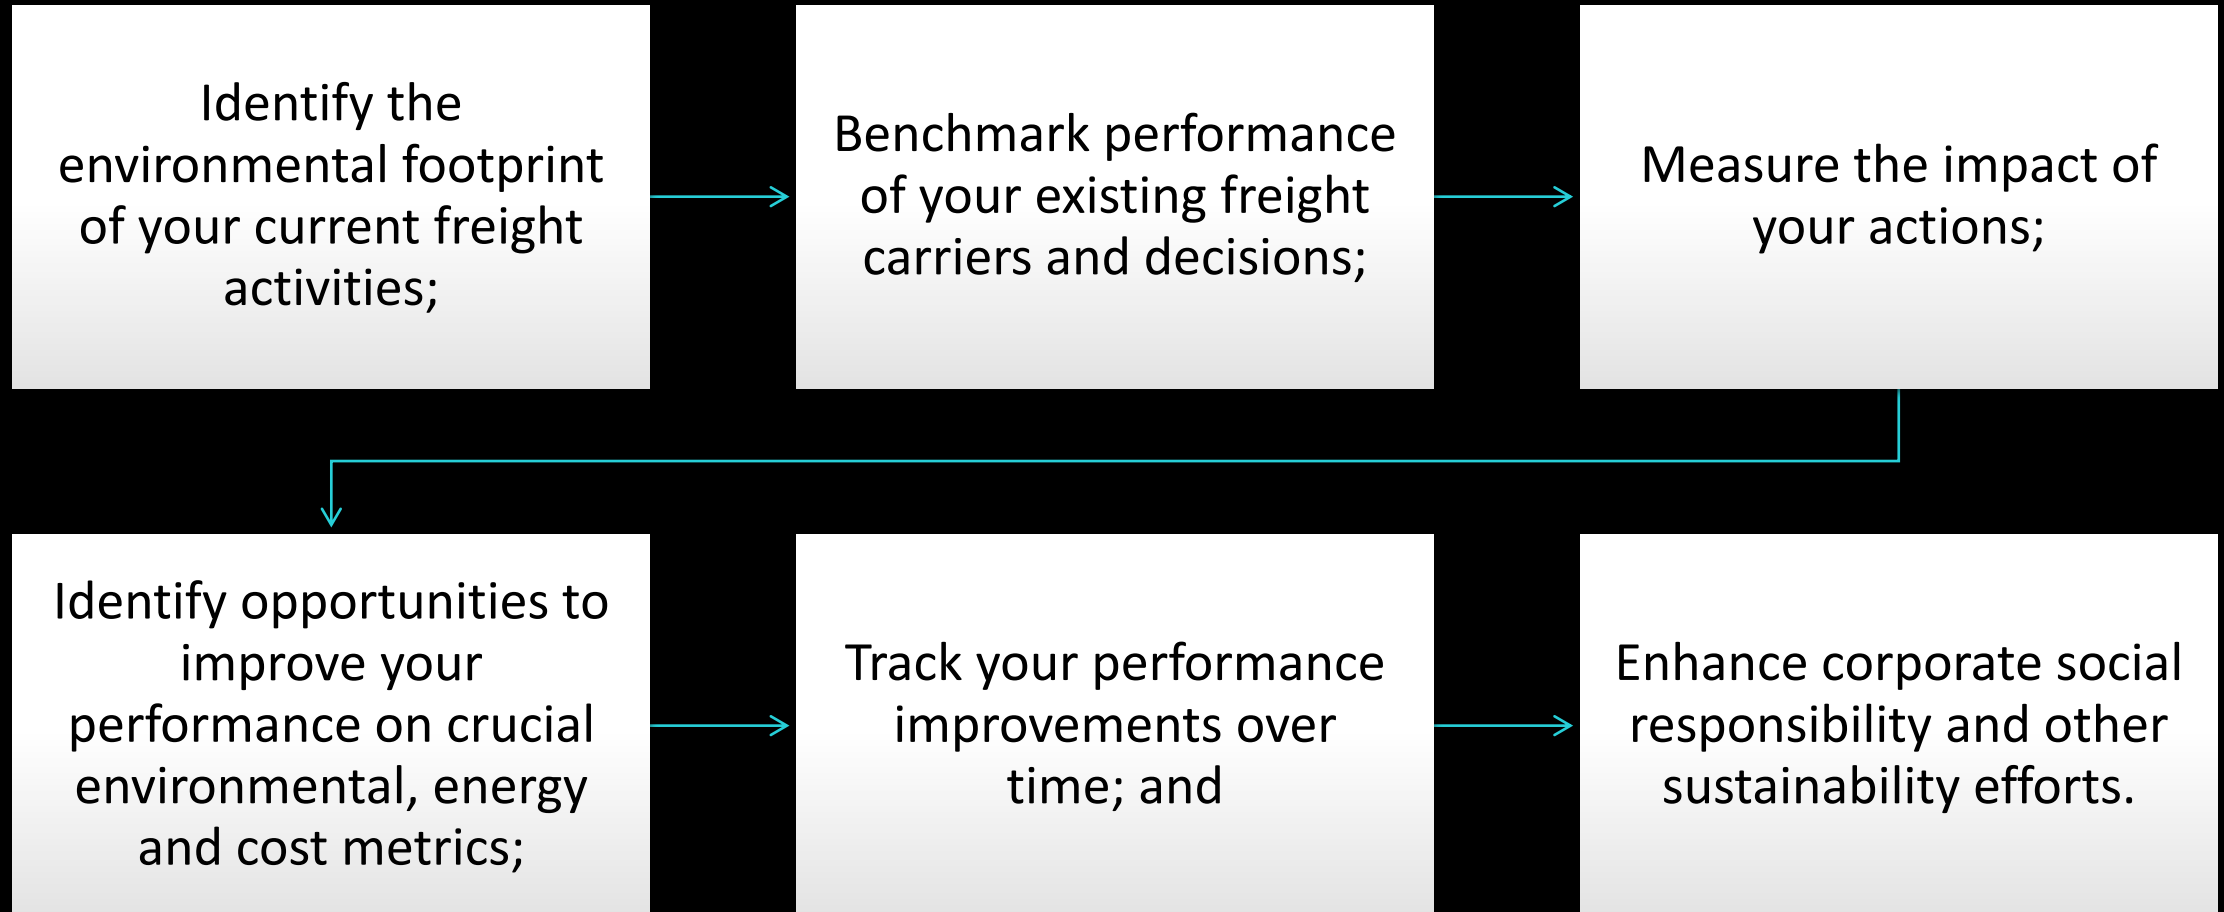 Identify the
environmental footprint
of your current freight
activities;
Benchmark performance
of your existing freight
carriers and decisions;
Measure the impact of
your actions;
Identify opportunities to
improve your
performance on crucial
environmental, energy
and cost metrics;
Track your performance
improvements over
time; and
Enhance corporate social
responsibility and other
sustainability efforts.